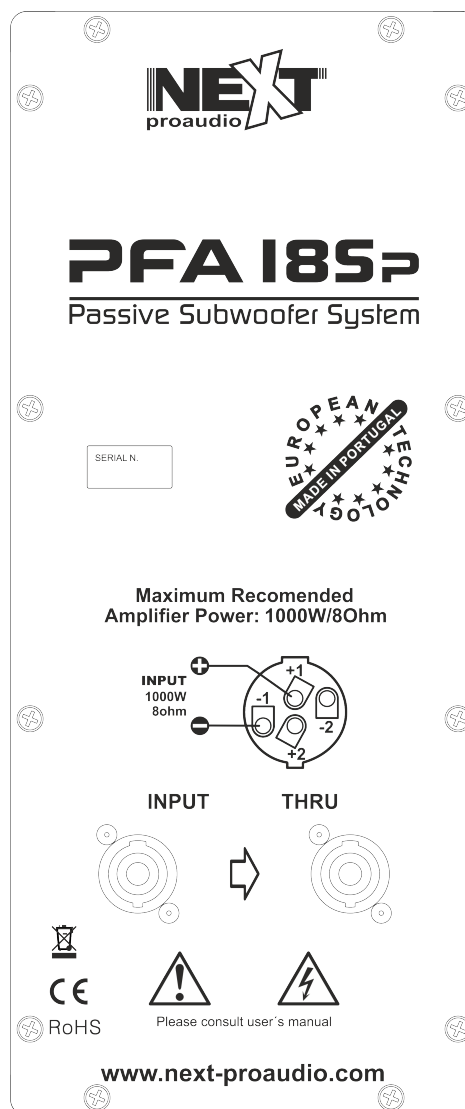 NEXT
proaudio
PFA 18Sp
Passive Subwoofer System
EUROPEAN TECHNOLOGY
MADE IN PORTUGAL
SERIAL N.
Maximum Recomended
Amplifier Power: 1000W/8Ohm
INPUT
1000W
8ohm
+1
-1
-2
+2
INPUT THRU
CE
RoHS
Please consult user´s manual
www.next-proaudio.com